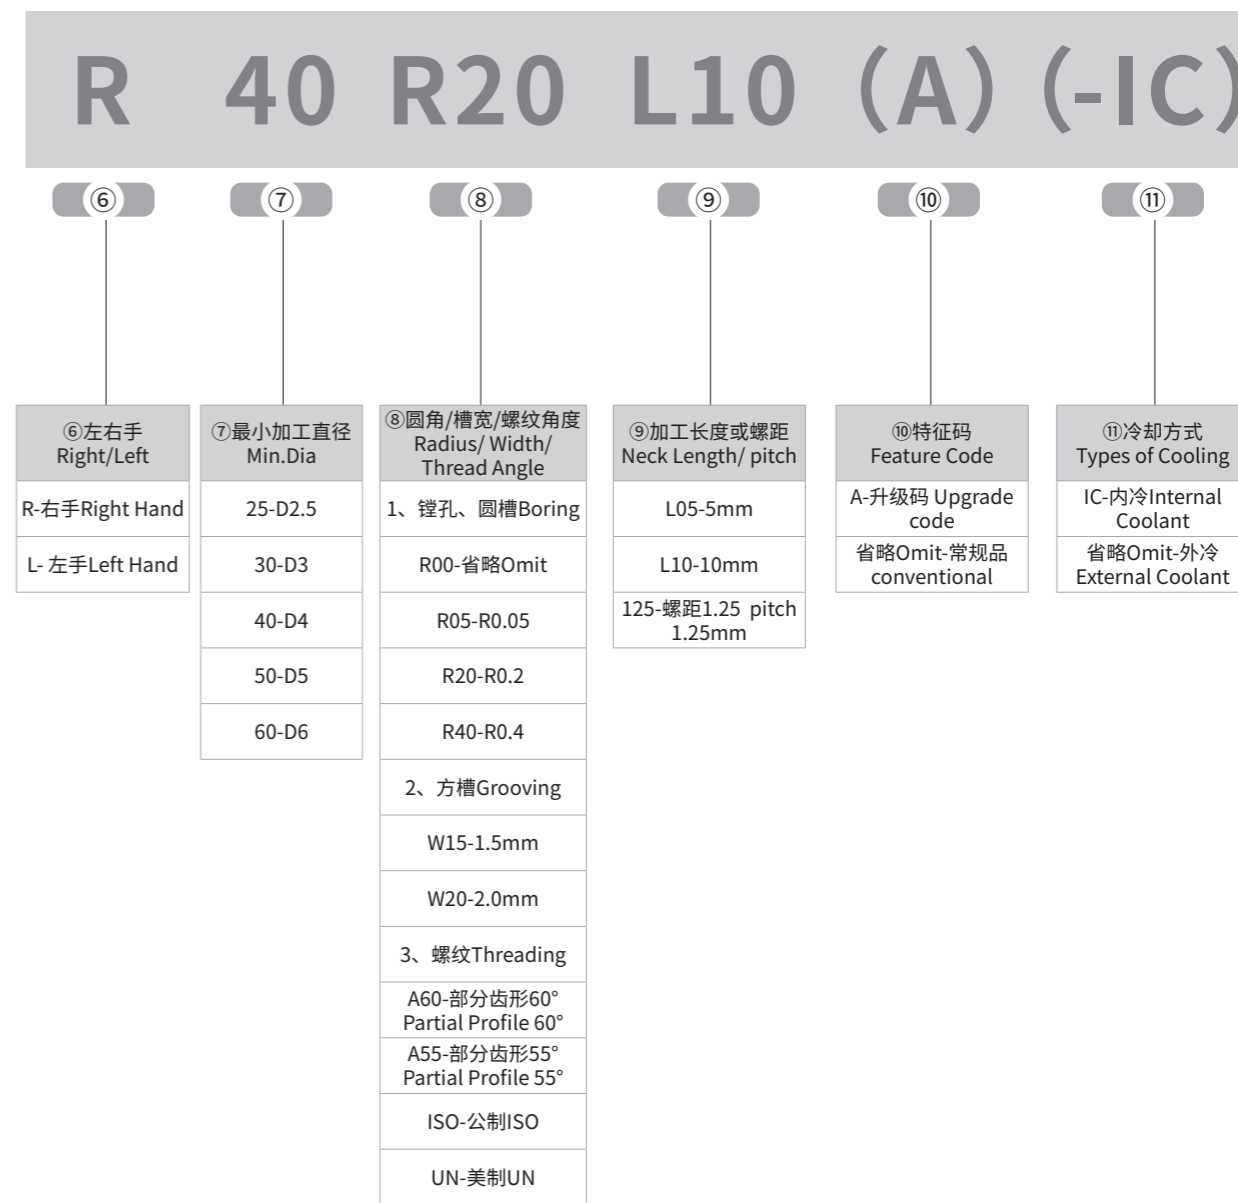 R 40 R20 L10 (A) (-IC)
⑥ ⑦ ⑧ ⑨ ⑩ ⑪
⑥左右手
Right/Left
R-右手Right Hand
L- 左手Left Hand
⑦最小加工直径
Min.Dia
25-D2.5
30-D3
40-D4
50-D5
60-D6
⑧圆角/槽宽/螺纹角度
Radius/ Width/
Thread Angle
1、镗孔、圆槽Boring
R00-省略Omit
R05-R0.05
R20-R0.2
R40-R0.4
2、方槽Grooving
W15-1.5mm
W20-2.0mm
3、螺纹Threading
A60-部分齿形60°
Partial Profile 60°
A55-部分齿形55°
Partial Profile 55°
ISO-公制ISO
UN-美制UN
⑨加工长度或螺距
Neck Length/ pitch
L05-5mm
L10-10mm
125-螺距1.25 pitch
1.25mm
⑩特征码
Feature Code
A-升级码 Upgrade
code
省略Omit-常规品
conventional
⑪冷却方式
Types of Cooling
IC-内冷Internal
Coolant
省略Omit-外冷
External Coolant